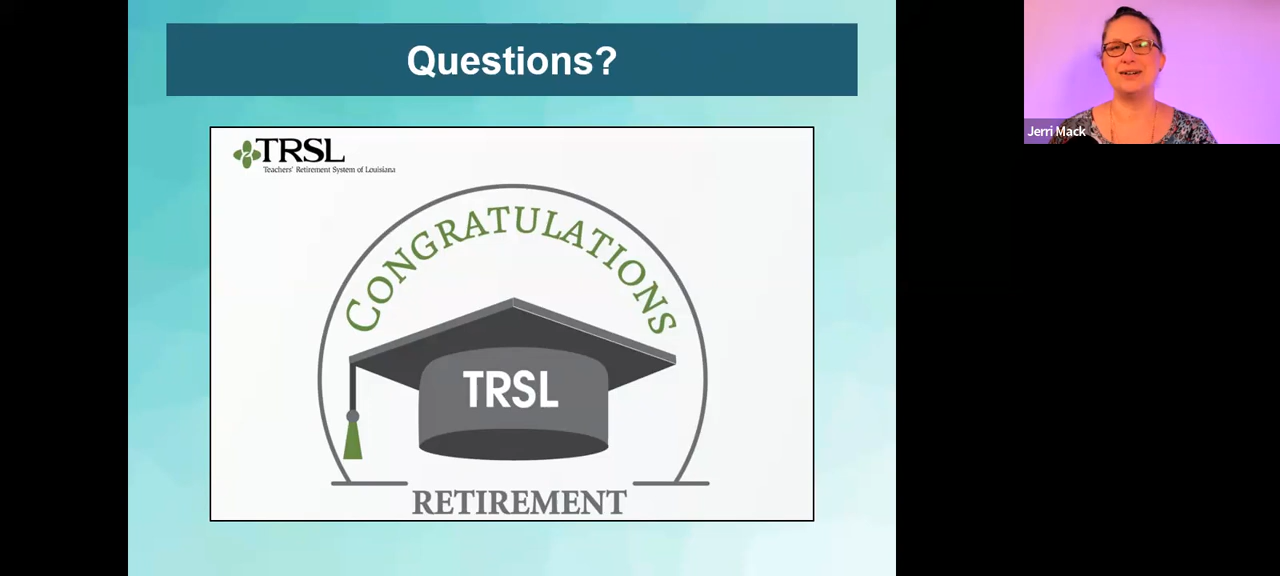 Questions?
TRSL
Teachers' Retirement System of Louisiana
CONGRATULATIONS
TRSL
RETIREMENT
Jerri Mack